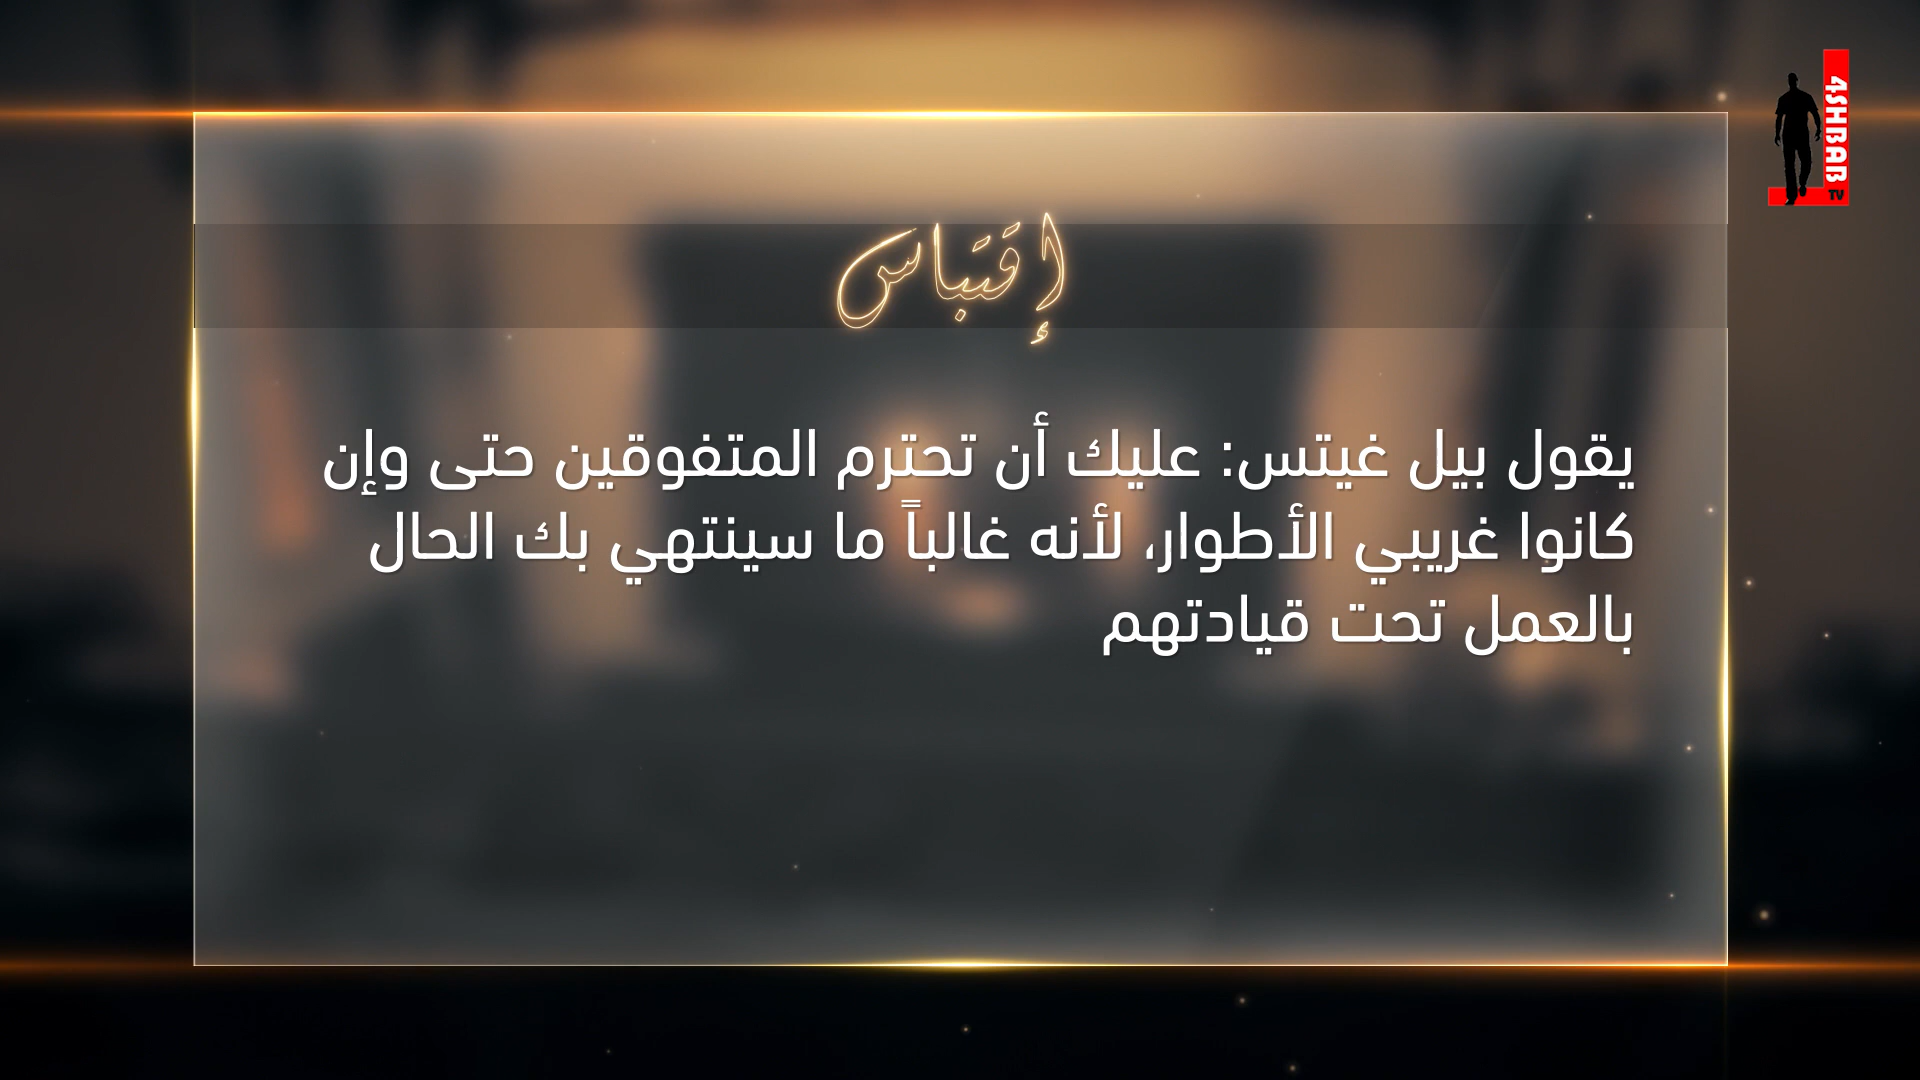 إقتباس
يقول بيل غيتس: عليك أن تحترم المتفوقين حتى وإن
كانوا غريبي الأطوار، لأنه غالباً ما سينتهي بك الحال
بالعمل تحت قيادتهم
4SHBAB
TV